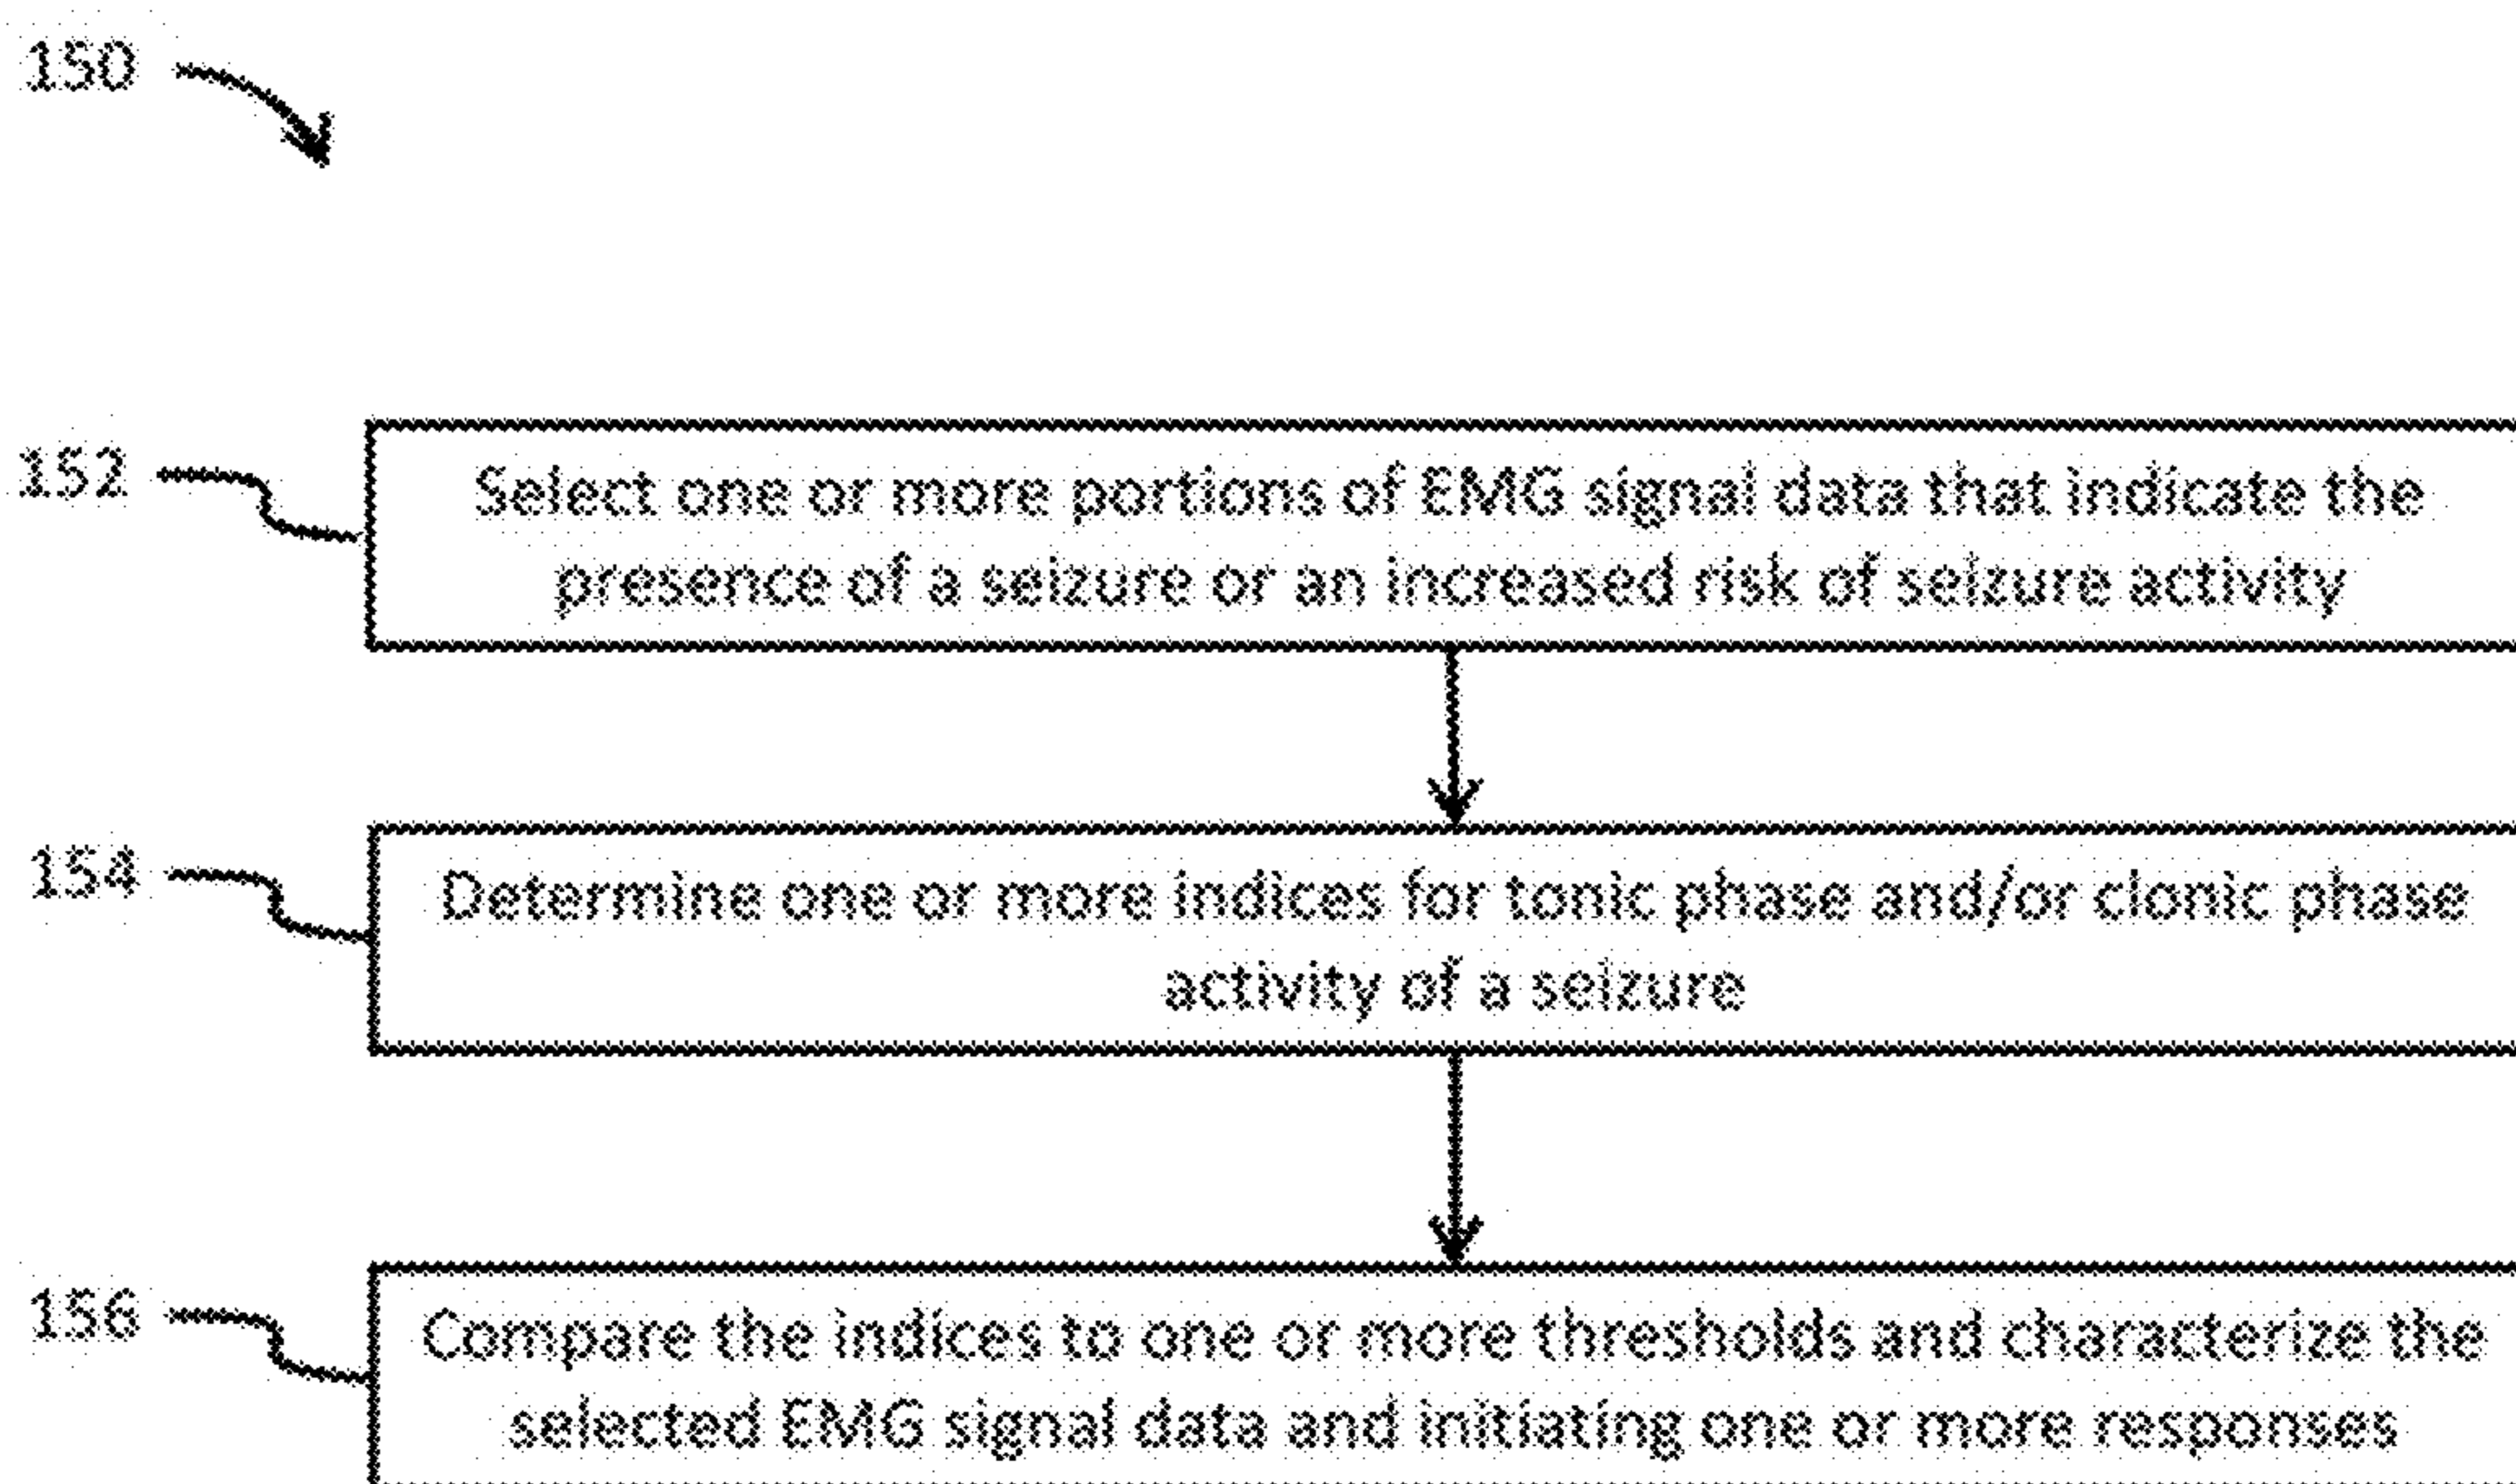 150
152
Select one or more portions of EMG signal data that indicate the
presence of a seizure or an increased risk of seizure activity
154
Determine one or more indices for tonic phase and/or clonic phase
activity of a seizure
156
Compare the indices to one or more thresholds and characterize the
selected EMG signal data and initiating one or more responses